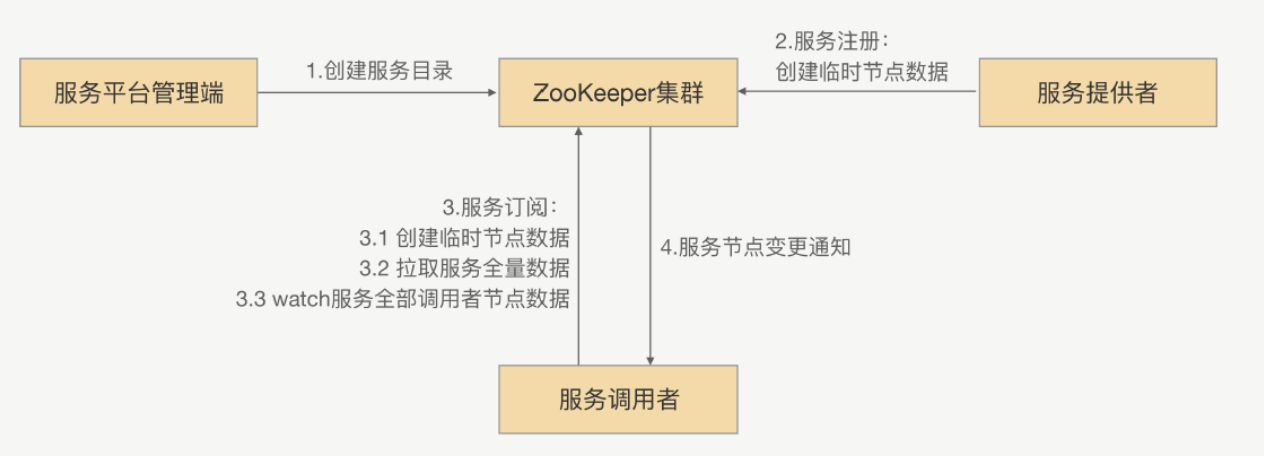 服务平台管理端
1.创建服务目录
ZooKeeper集群
2.服务注册：
创建临时节点数据
服务提供者
3.服务订阅：
3.1 创建临时节点数据
3.2 拉取服务全量数据
3.3 watch服务全部调用者节点数据
4.服务节点变更通知
服务调用者